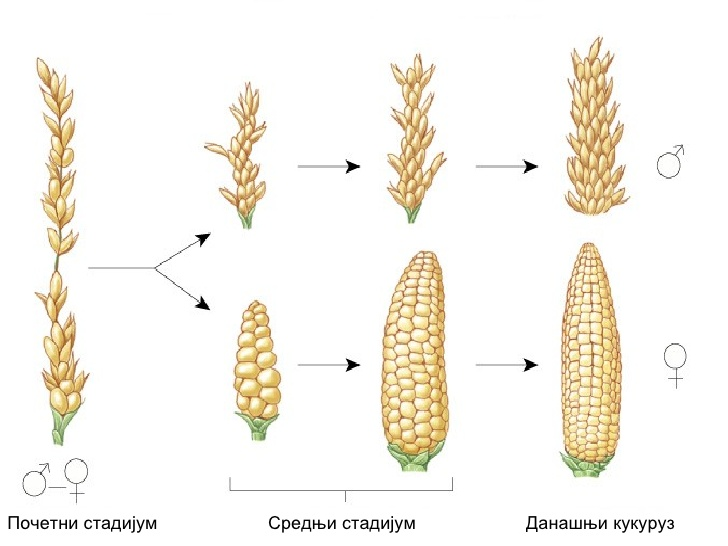 Почетни стадијум
Средњи стадијум
Данашњи кукуруз